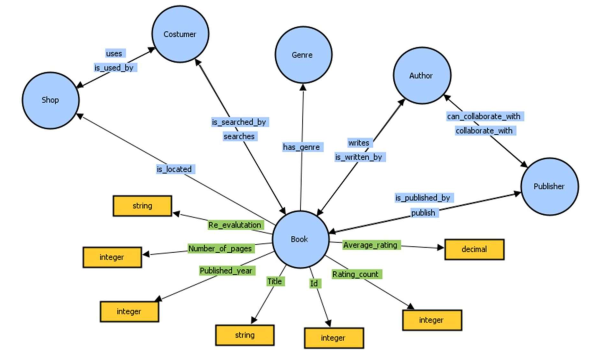 Costumer
uses
is_used_by
Genre
Author
Shop
can_collaborate_with
collaborate_with
is_searched_by
searches
has_genre
writes
is_written_by
is_located
Publisher
is_published_by
publish
string
Re_evalutation
Book
Number_of_pages
Average_rating
integer
decimal
Published_year
Title
Id
Rating_count
integer
string
integer
integer